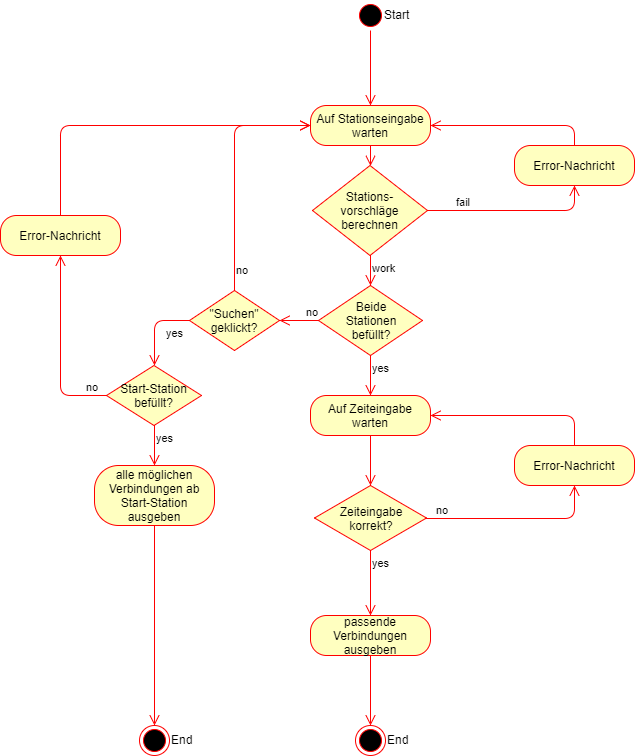 Start
Auf Stationseingabe
warten
Error-Nachricht
Stations-
vorschläge
berechnen
fail
Error-Nachricht
work
no
"Suchen"
geklickt?
no
Beide
Stationen
befüllt?
yes
yes
no
Start-Station
befüllt?
Auf Zeiteingabe
warten
yes
Error-Nachricht
alle möglichen
Verbindungen ab
Start-Station
ausgeben
Zeiteingabe
korrekt?
no
yes
passende
Verbindungen
ausgeben
End
End